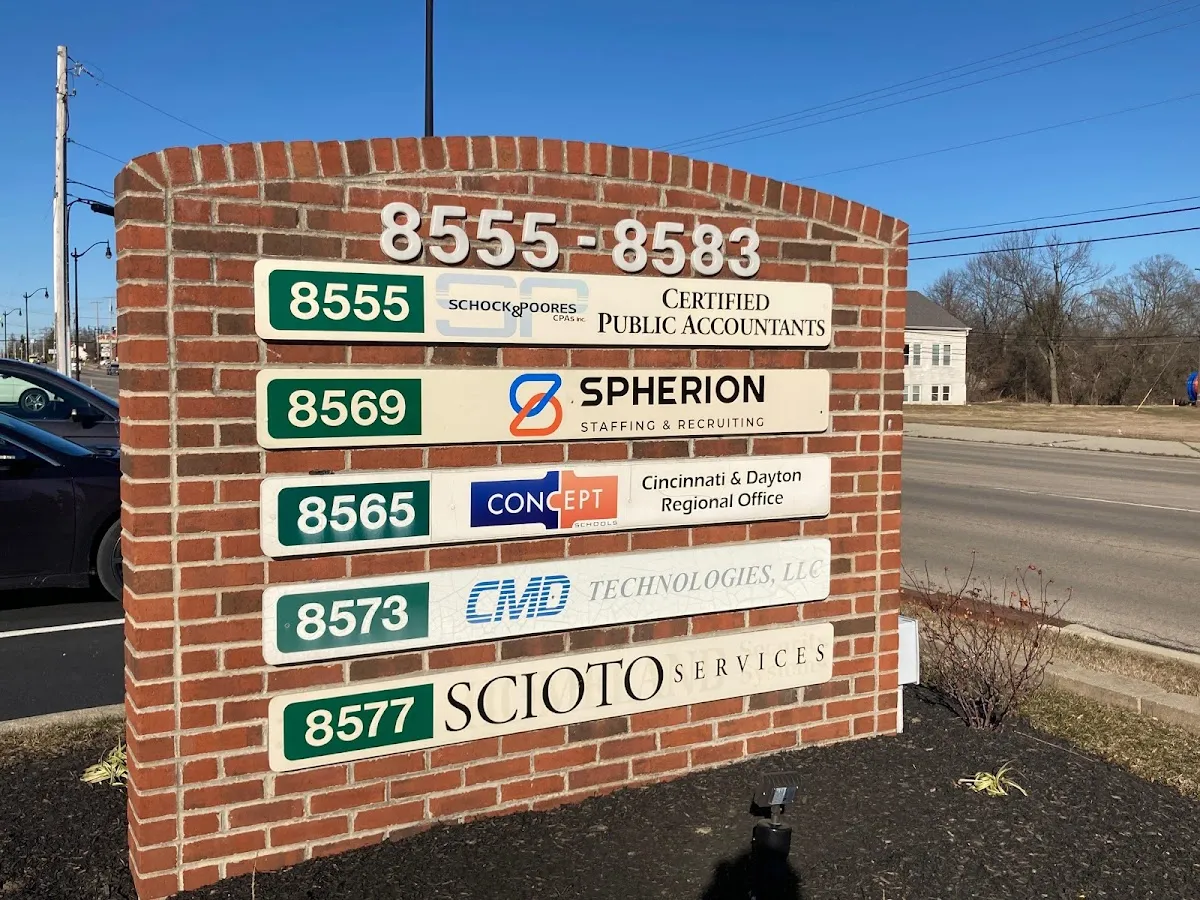 8555 - 8583
8555 SCHOCK & POORES CPAs inc. CERTIFIED
PUBLIC ACCOUNTANTS
8569 SPHERION
STAFFING & RECRUITING
8565 CONCEPT SCHOOLS Cincinnati & Dayton
Regional Office
8573 CMD TECHNOLOGIES, LLC
8577 SCIOTO SERVICES